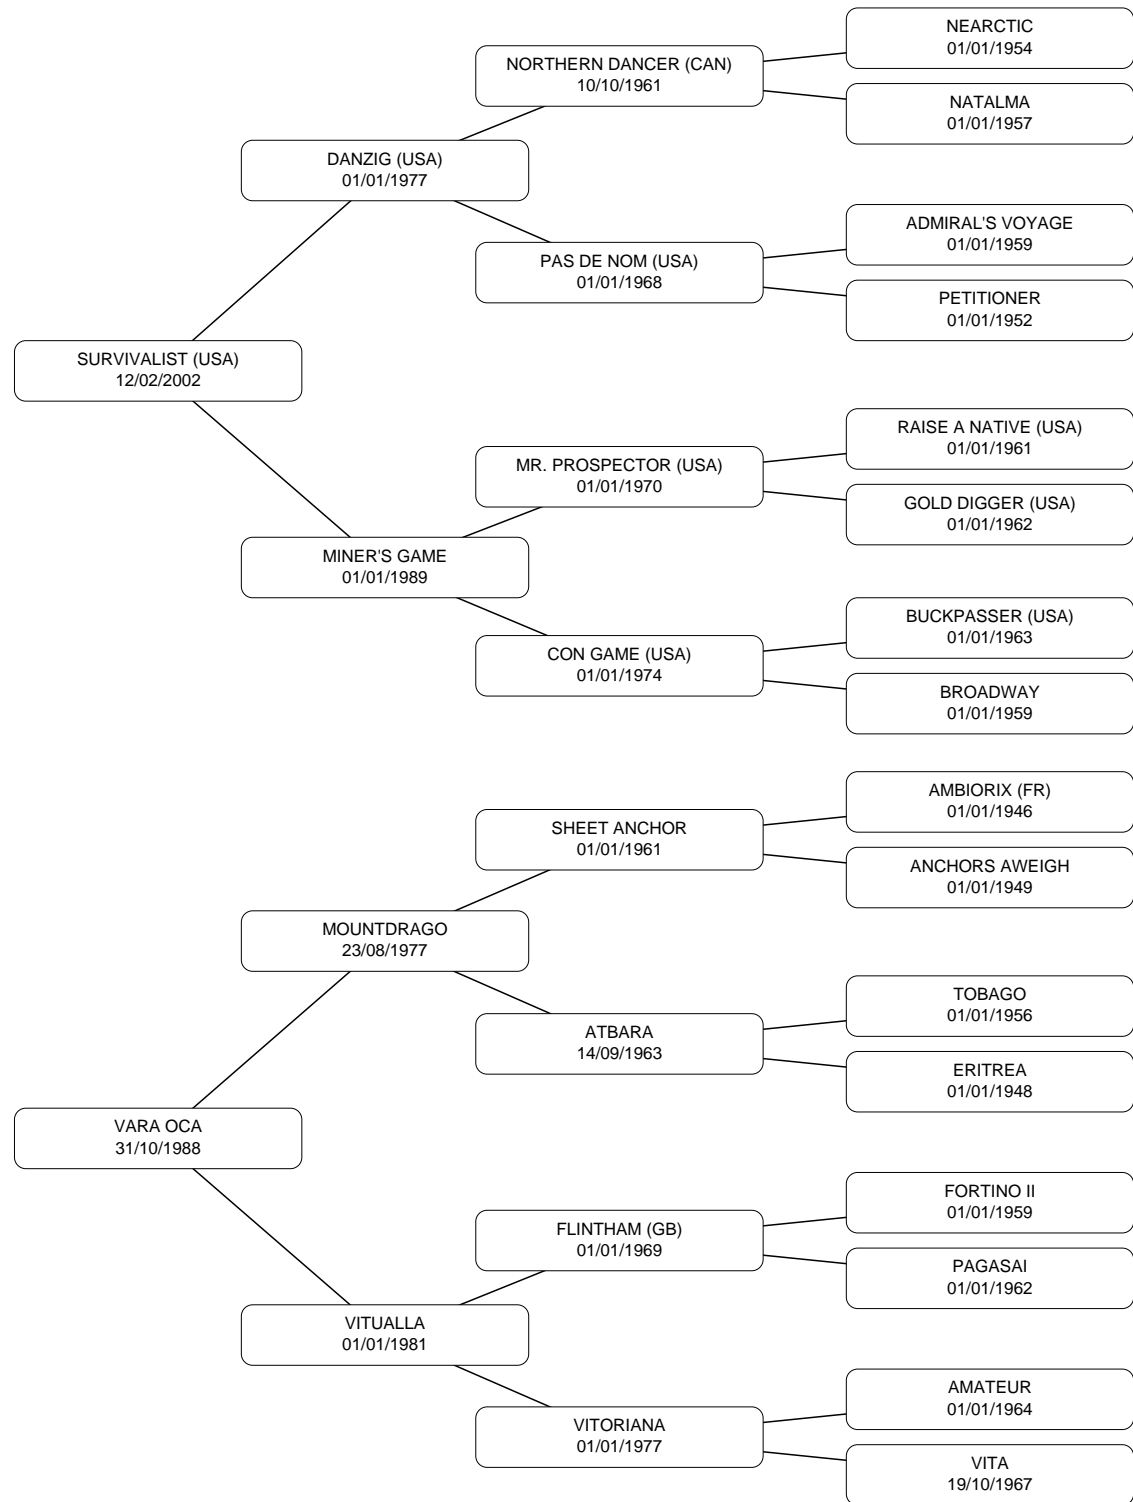 NEARCTIC
01/01/1954
NORTHERN DANCER (CAN)
10/10/1961
NATALMA
01/01/1957
DANZIG (USA)
01/01/1977
ADMIRAL'S VOYAGE
01/01/1959
PAS DE NOM (USA)
01/01/1968
PETITIONER
01/01/1952
SURVIVALIST (USA)
12/02/2002
RAISE A NATIVE (USA)
01/01/1961
MR. PROSPECTOR (USA)
01/01/1970
GOLD DIGGER (USA)
01/01/1962
MINER'S GAME
01/01/1989
BUCKPASSER (USA)
01/01/1963
CON GAME (USA)
01/01/1974
BROADWAY
01/01/1959
AMBIORIX (FR)
01/01/1946
SHEET ANCHOR
01/01/1961
ANCHORS AWEIGH
01/01/1949
MOUNTDRAGO
23/08/1977
TOBAGO
01/01/1956
ATBARA
14/09/1963
ERITREA
01/01/1948
VARA OCA
31/10/1988
FORTINO II
01/01/1959
FLINTHAM (GB)
01/01/1969
PAGASAI
01/01/1962
VITUALLA
01/01/1981
AMATEUR
01/01/1964
VITORIANA
01/01/1977
VITA
19/10/1967